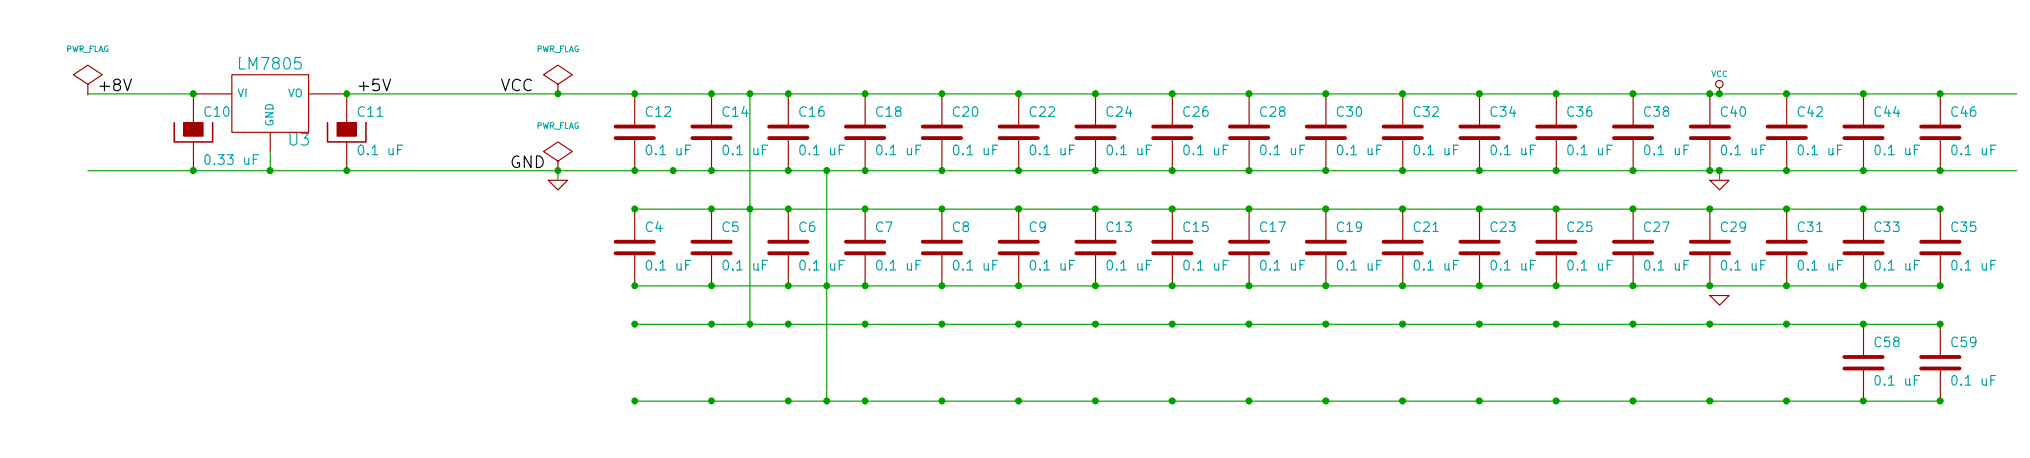 PWR_FLAG PWR_FLAG
LM7805
VCC
+8V +5V VCC
VI VO
GND
C10 C11 C12 C14 C16 C18 C20 C22 C24 C26 C28 C30 C32 C34 C36 C38 C40 C42 C44 C46
PWR_FLAG
U3
0.1 uF 0.1 uF 0.1 uF 0.1 uF 0.1 uF 0.1 uF 0.1 uF 0.1 uF 0.1 uF 0.1 uF 0.1 uF 0.1 uF 0.1 uF 0.1 uF 0.1 uF 0.1 uF 0.1 uF 0.1 uF 0.1 uF
0.33 uF GND
C4 C5 C6 C7 C8 C9 C13 C15 C17 C19 C21 C23 C25 C27 C29 C31 C33 C35
0.1 uF 0.1 uF 0.1 uF 0.1 uF 0.1 uF 0.1 uF 0.1 uF 0.1 uF 0.1 uF 0.1 uF 0.1 uF 0.1 uF 0.1 uF 0.1 uF 0.1 uF 0.1 uF 0.1 uF 0.1 uF
C58 C59
0.1 uF 0.1 uF